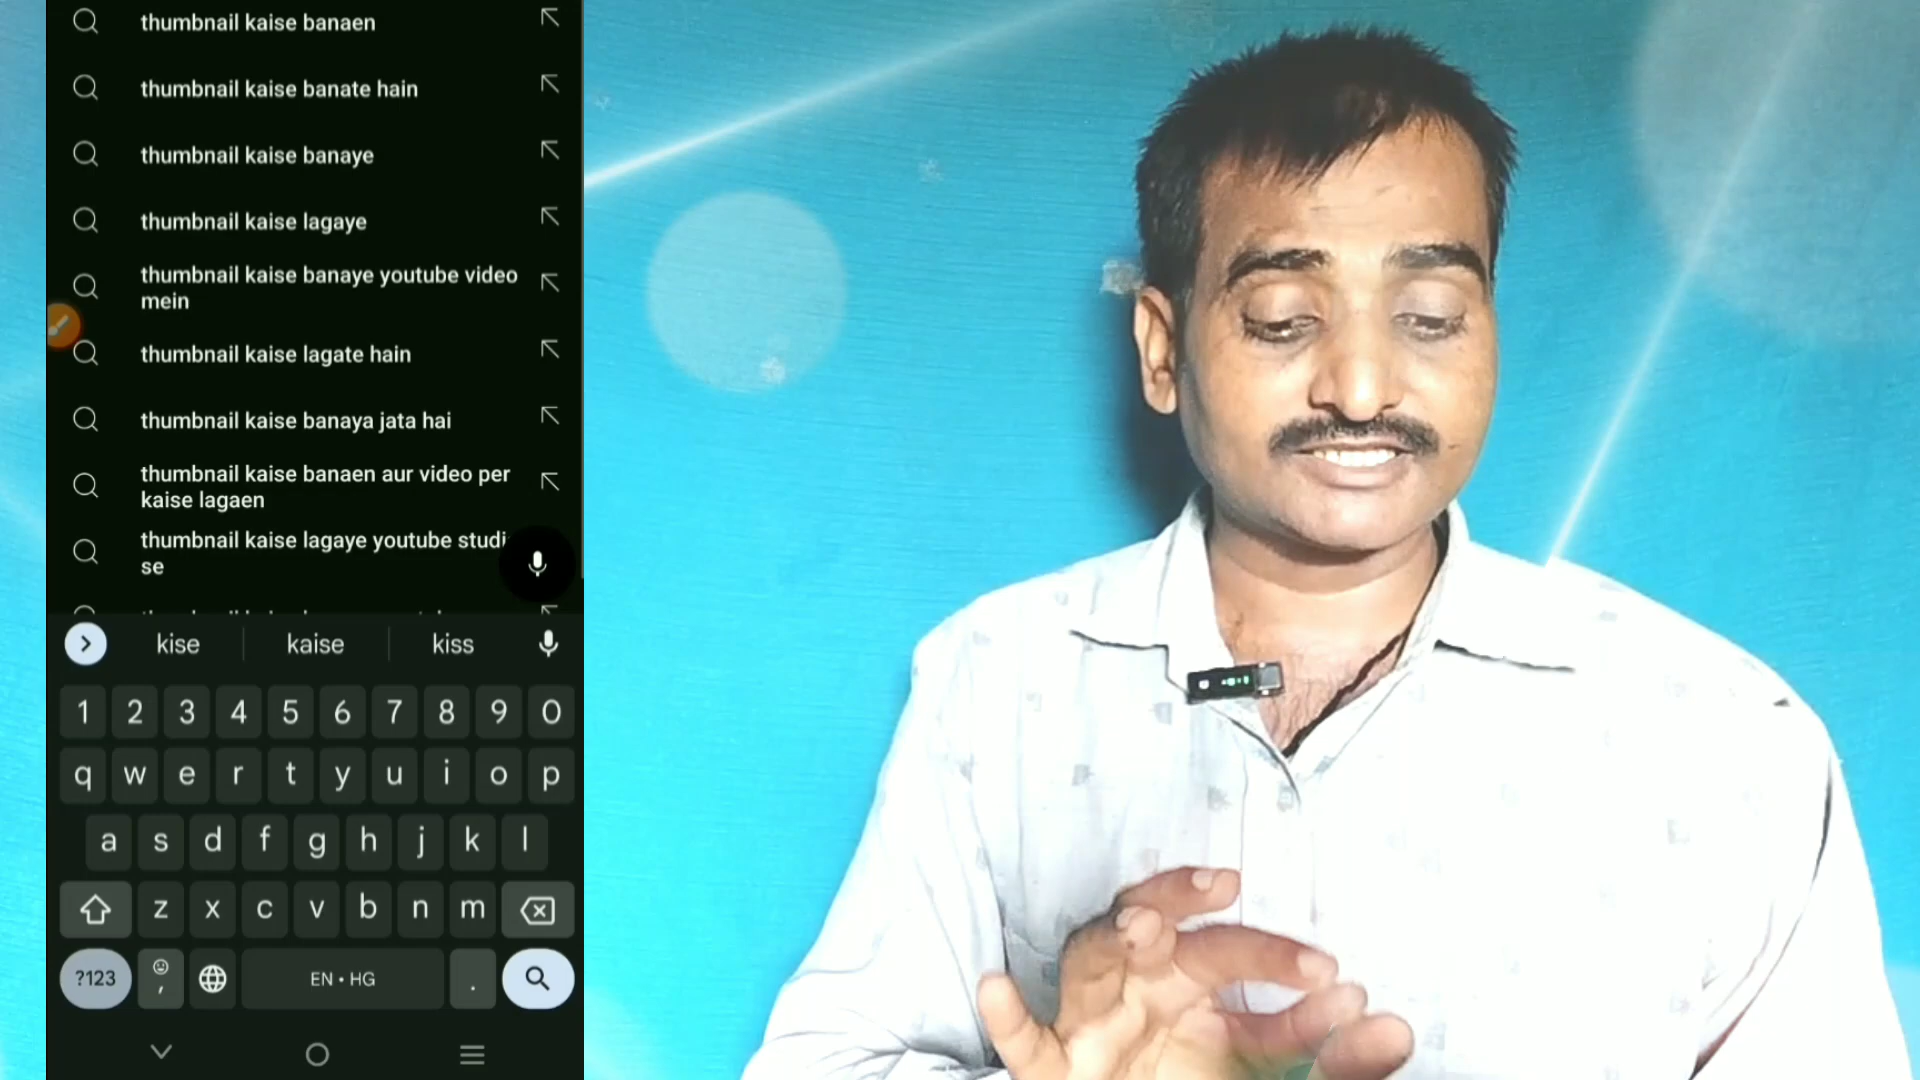 thumbnail kaise banaen
thumbnail kaise banate hain
thumbnail kaise banaye
thumbnail kaise lagaye
thumbnail kaise banaye youtube video
mein
thumbnail kaise lagate hain
thumbnail kaise banaya jata hai
thumbnail kaise banaen aur video per
kaise lagaen
thumbnail kaise lagaye youtube studi
se
kise kaise kiss
1 2 3 4 5 6 7 8 9 0
q w e r t y u i o p
a s d f g h j k l
z x c v b n m
?123 , EN • HG .